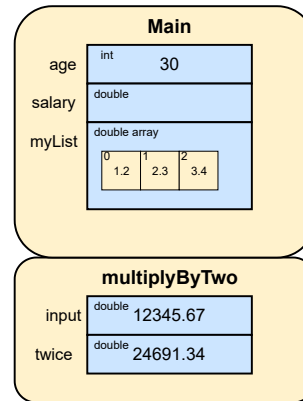 Main
age int 30
salary double
myList double array
0 1 2
1.2 2.3 3.4
multiplyByTwo
input double 12345.67
twice double 24691.34